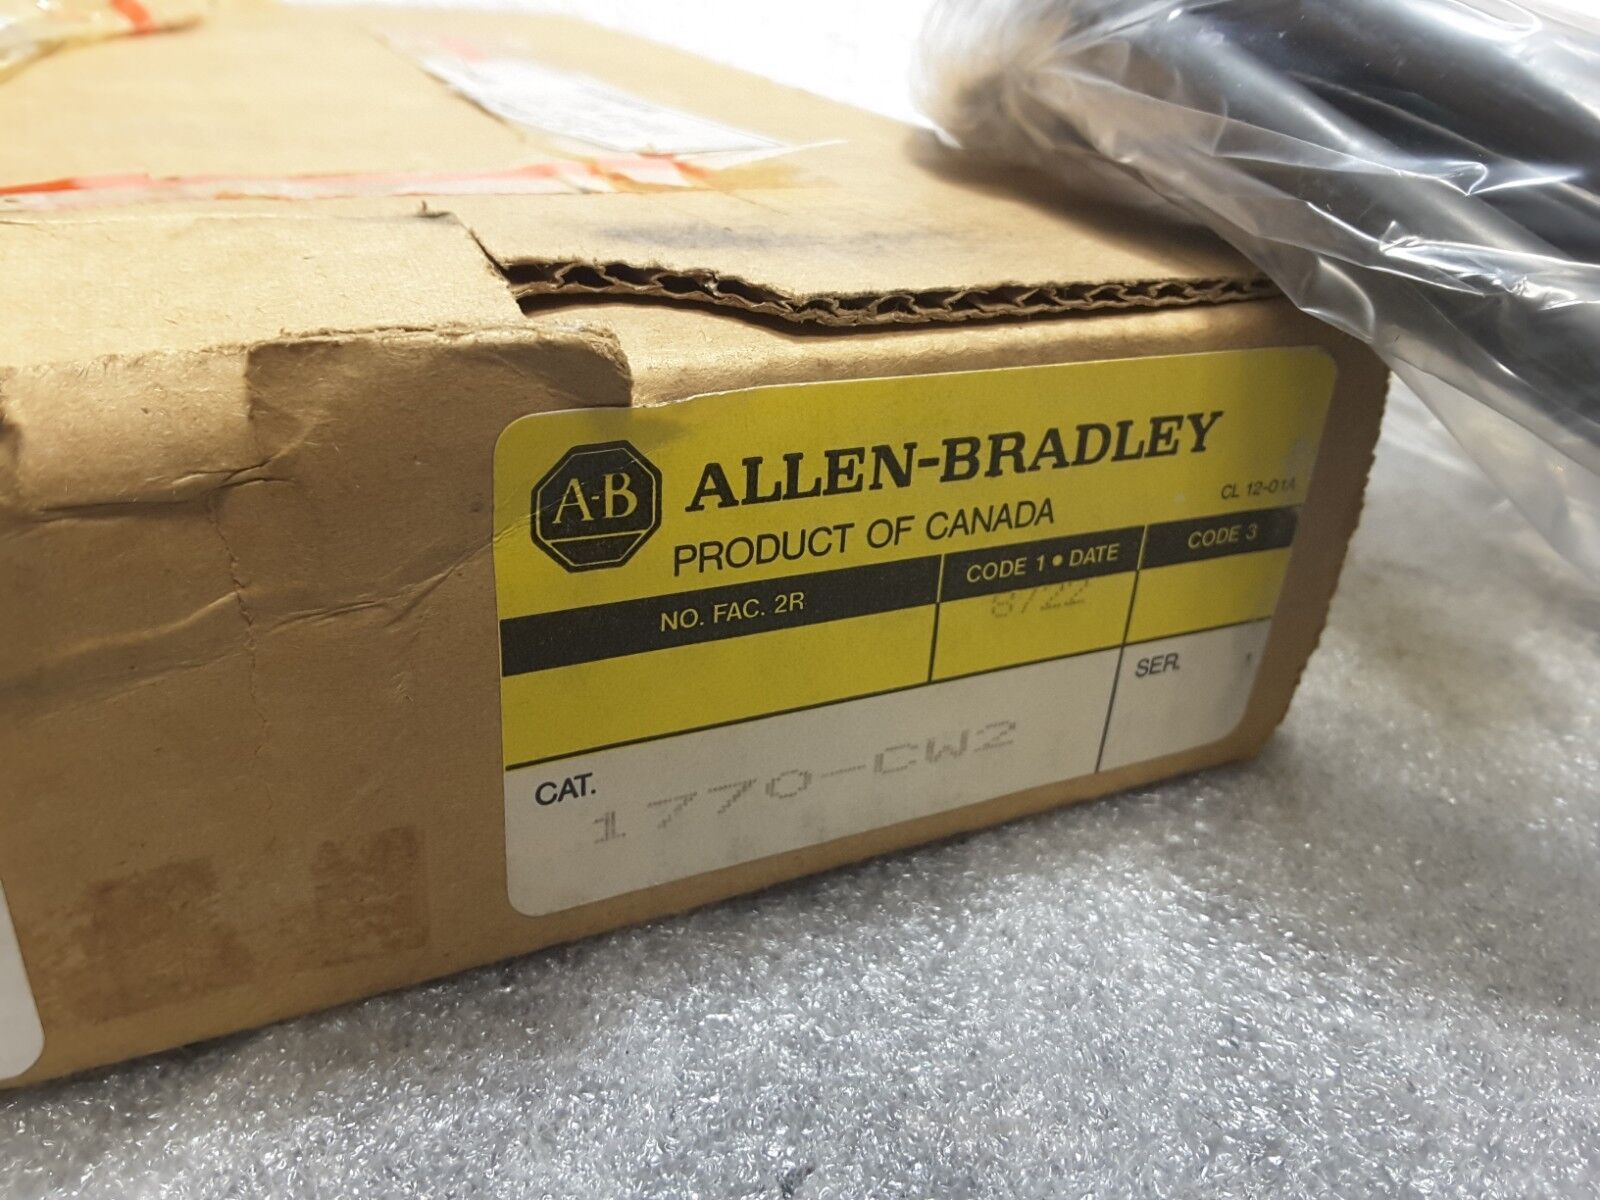 A-B
ALLEN-BRADLEY
PRODUCT OF CANADA
CL 12-01A
NO. FAC. 2R
CODE 1 • DATE
CODE 3
CAT.
1770-CW2
SER.